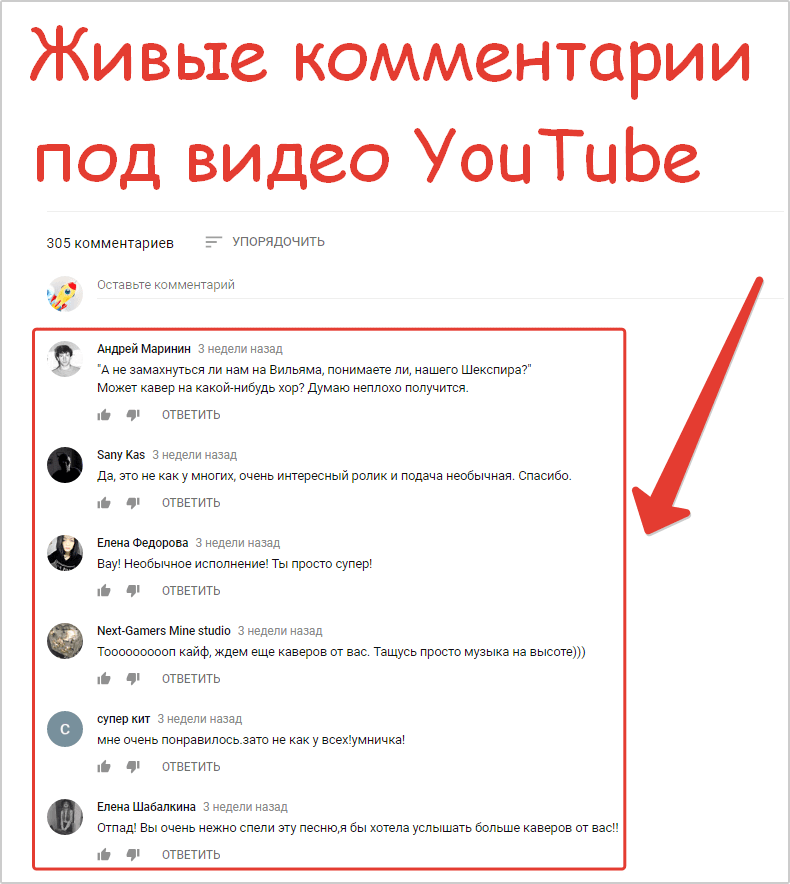 Живые комментарии
под видео YouTube
305 комментариев УПОРЯДОЧИТЬ
Оставьте комментарий
Андрей Маринин 3 недели назад
"А не замахнуться ли нам на Вильяма, понимаете ли, нашего Шекспира?"
Может кавер на какой-нибудь хор? Думаю неплохо получится.
ОТВЕТИТЬ
Sany Kas 3 недели назад
Да, это не как у многих, очень интересный ролик и подача необычная. Спасибо.
ОТВЕТИТЬ
Елена Федорова 3 недели назад
Вау! Необычное исполнение! Ты просто супер!
ОТВЕТИТЬ
Next-Gamers Mine studio 3 недели назад
Тооооооооп кайф, ждем еще каверов от вас. Тащусь просто музыка на высоте)))
ОТВЕТИТЬ
С
супер кит 3 недели назад
мне очень понравилось.зато не как у всех!умничка!
ОТВЕТИТЬ
Елена Шабалкина 3 недели назад
Отпад! Вы очень нежно спели эту песню,я бы хотела услышать больше каверов от вас!!
ОТВЕТИТЬ